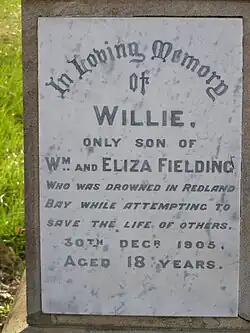 In Loving Memory
Of
WILLIE,
ONLY SON OF
WM. AND ELIZA FIELDING
WHO WAS DROWNED IN REDLAND
BAY WHILE ATTEMPTING TO
SAVE THE LIFE OF OTHERS.
30TH DECR 1905,
AGED 18 YEARS.